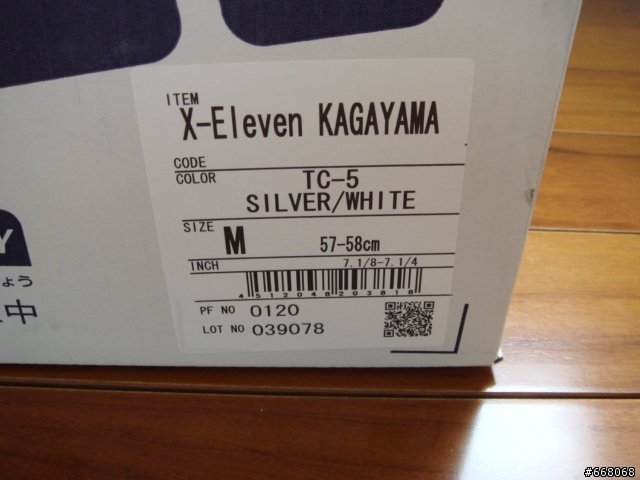 ITEM
X-Eleven KAGAYAMA
CODE
COLOR TC-5
SILVER/WHITE
SIZE M 57-58cm
INCH 7.1/8-7.1/4
4512048203818
PF NO 0120
LOT NO 039078
Y
ょう
中
#668068